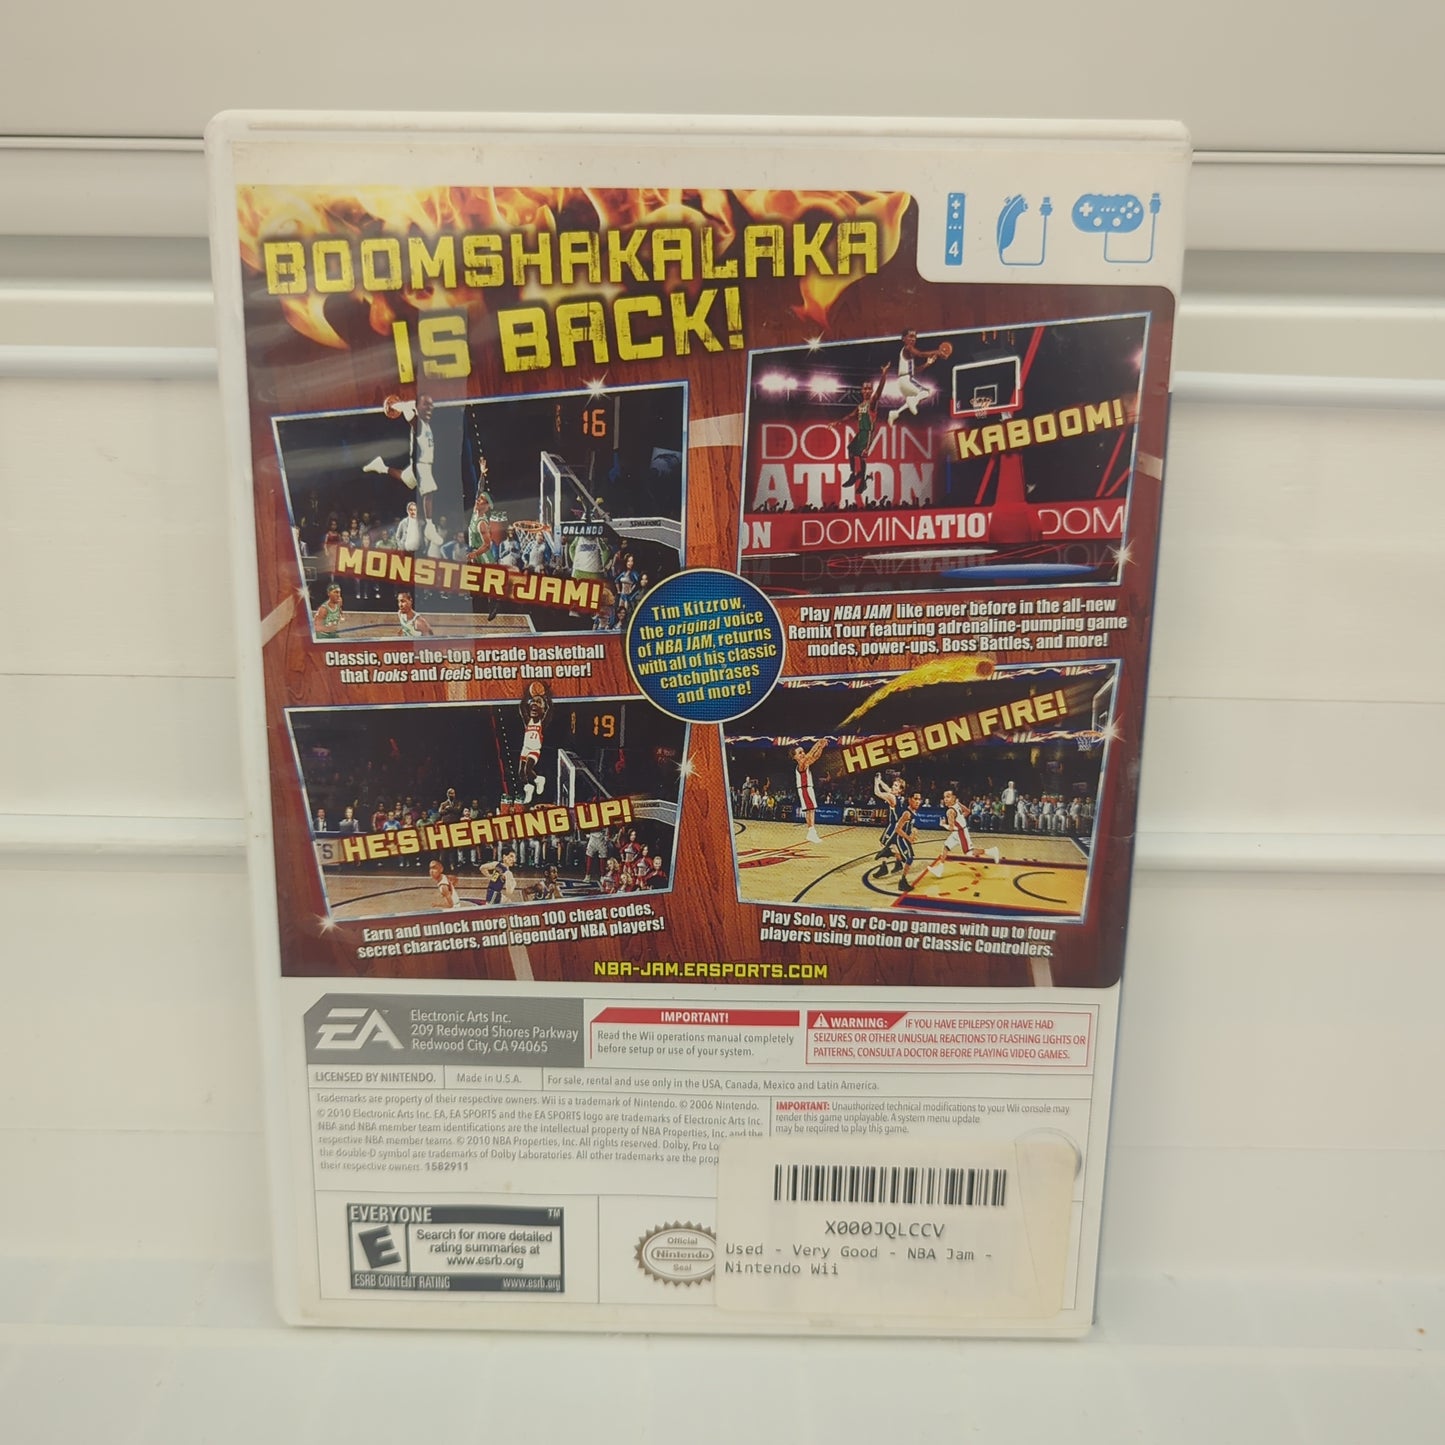 BOOMSHAKALAKA
IS BACK!
4
16
ORLANDO
SPALDING
MONSTER JAM!
Classic, over-the-top, arcade basketball
that looks and feels better than ever!
DOMIN
ATION
KABOOM!
ON DOMINATIO DOM
Play NBA JAM like never before in the all-new
Remix Tour featuring adrenaline-pumping game
modes, power-ups, Boss Battles, and more!
Tim Kitzrow,
the original voice
of NBA JAM, returns
with all of his classic
catchphrases
and more!
19
21
HE'S HEATING UP!
Earn and unlock more than 100 cheat codes,
secret characters, and legendary NBA players!
HE'S ON FIRE!
Play Solo, VS, or Co-op games with up to four
players using motion or Classic Controllers.
NBA-JAM.EASPORTS.COM
EA
Electronic Arts Inc.
209 Redwood Shores Parkway
Redwood City, CA 94065
IMPORTANT!
Read the Wii operations manual completely
before setup or use of your system.
WARNING: IF YOU HAVE EPILEPSY OR HAVE HAD
SEIZURES OR OTHER UNUSUAL REACTIONS TO FLASHING LIGHTS OR
PATTERNS, CONSULT A DOCTOR BEFORE PLAYING VIDEO GAMES.
LICENSED BY NINTENDO. Made in U.S.A. For sale, rental and use only in the USA, Canada, Mexico and Latin America.
Trademarks are property of their respective owners. Wii is a trademark of Nintendo. © 2006 Nintendo.
© 2010 Electronic Arts Inc. EA, EA SPORTS and the EA SPORTS logo are trademarks of Electronic Arts Inc.
NBA and NBA member team identifications are the intellectual property of NBA Properties, Inc. and the
respective NBA member teams. © 2010 NBA Properties, Inc. All rights reserved. Dolby, Pro Lo
the double-D symbol are trademarks of Dolby Laboratories. All other trademarks are the prop
their respective owners. 1582911
IMPORTANT: Unauthorized technical modifications to your Wii console may
render this game unplayable. A system menu update
may be required to play this game.
EVERYONE TM
E
Search for more detailed
rating summaries at
www.esrb.org
ESRB CONTENT RATING www.esrb.org
Official
Nintendo
Seal
X000JQLCCV
Used - Very Good - NBA Jam -
Nintendo Wii